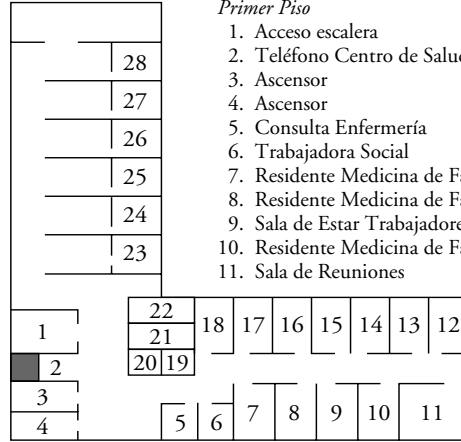 Primer Piso
1. Acceso escalera
2. Teléfono Centro de Salud
3. Ascensor
4. Ascensor
5. Consulta Enfermería
6. Trabajadora Social
7. Residente Medicina de Fa
8. Residente Medicina de Fa
9. Sala de Estar Trabajadore
10. Residente Medicina de Fa
11. Sala de Reuniones
28
27
26
25
24
23
22
21
20 19
18 17 16 15 14 13 12
1
2
3
4
5 6 7 8 9 10 11